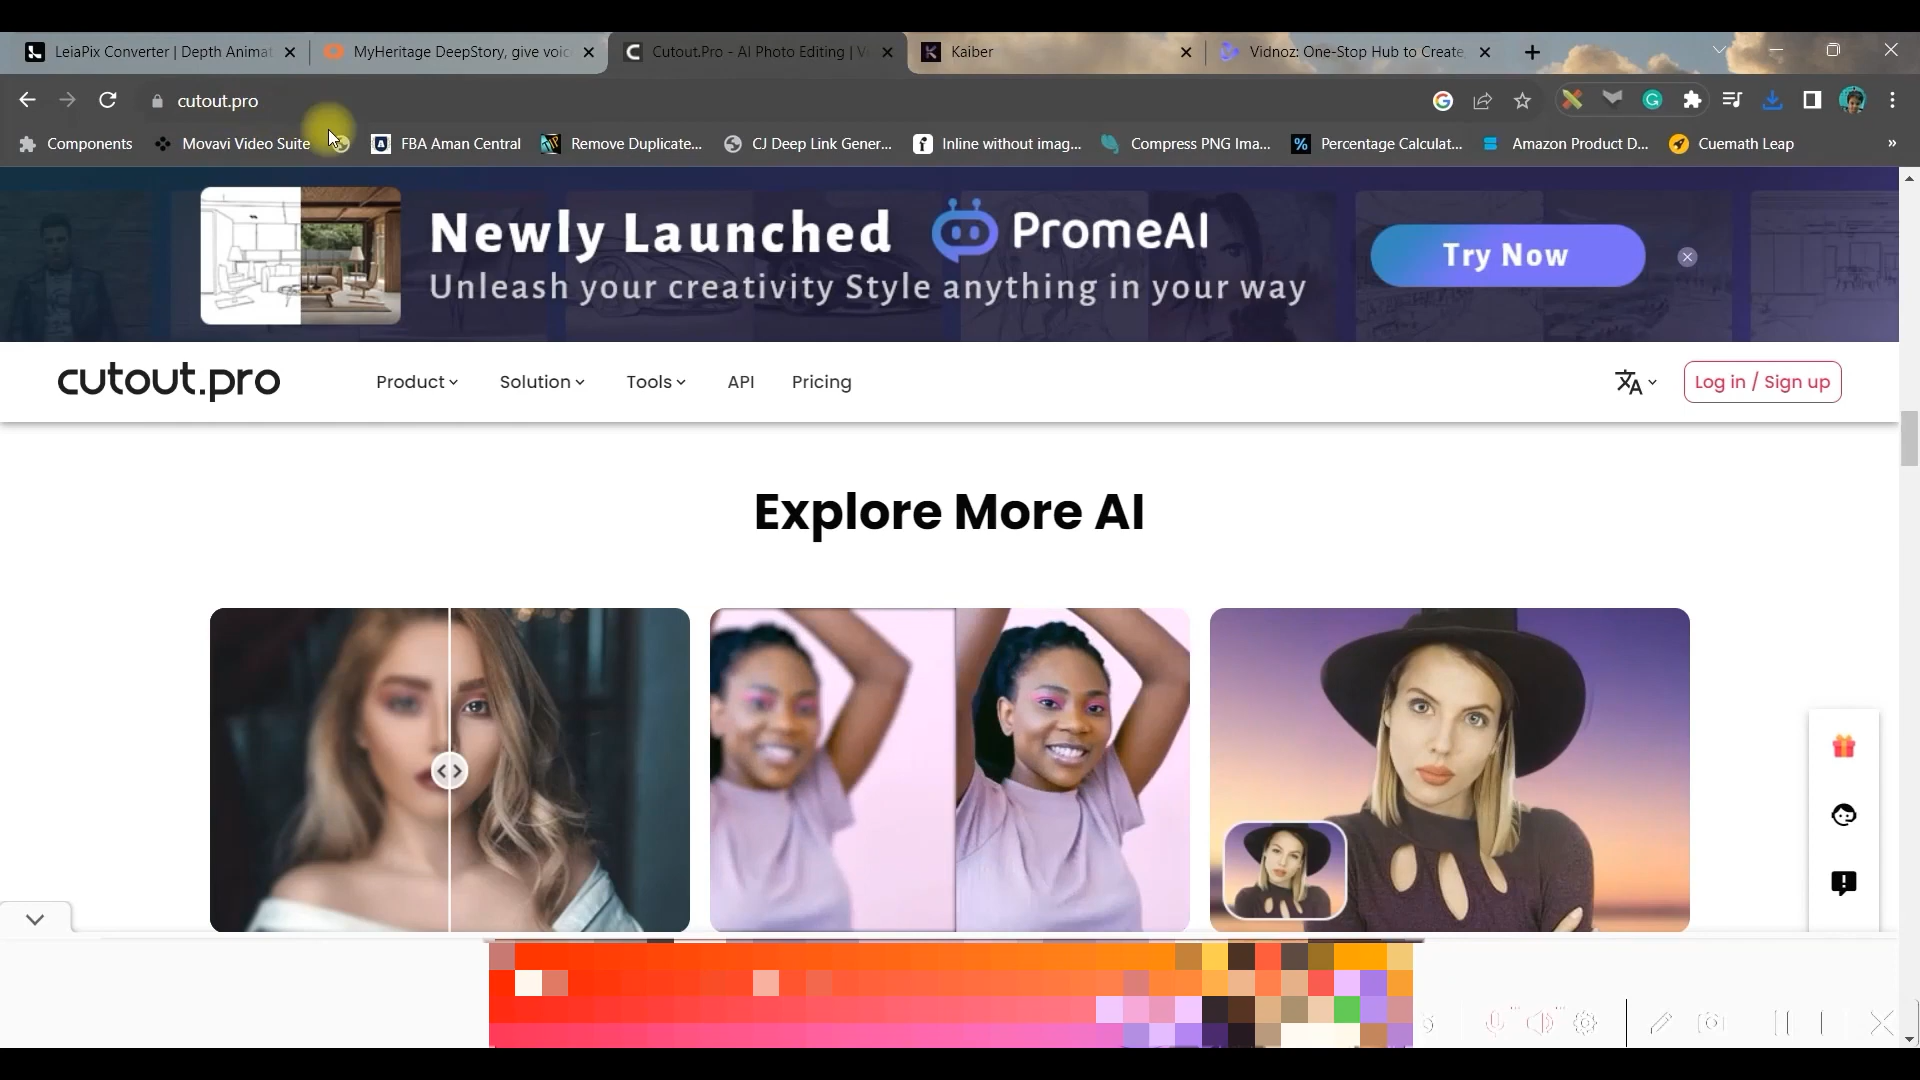 LeiaPix Converter | Depth Animat
MyHeritage DeepStory, give voic
Cutout.Pro - AI Photo Editing | V
Kaiber
Vidnoz: One-Stop Hub to Create
cutout.pro
Components
Movavi Video Suite
FBA Aman Central
Remove Duplicate...
CJ Deep Link Gener...
Inline without imag...
Compress PNG Ima...
Percentage Calculat...
Amazon Product D...
Cuemath Leap
»
Newly Launched PromeAI
Unleash your creativity Style anything in your way
Try Now
cutout.pro
Product
Solution
Tools
API
Pricing
Log in / Sign up
Explore More AI